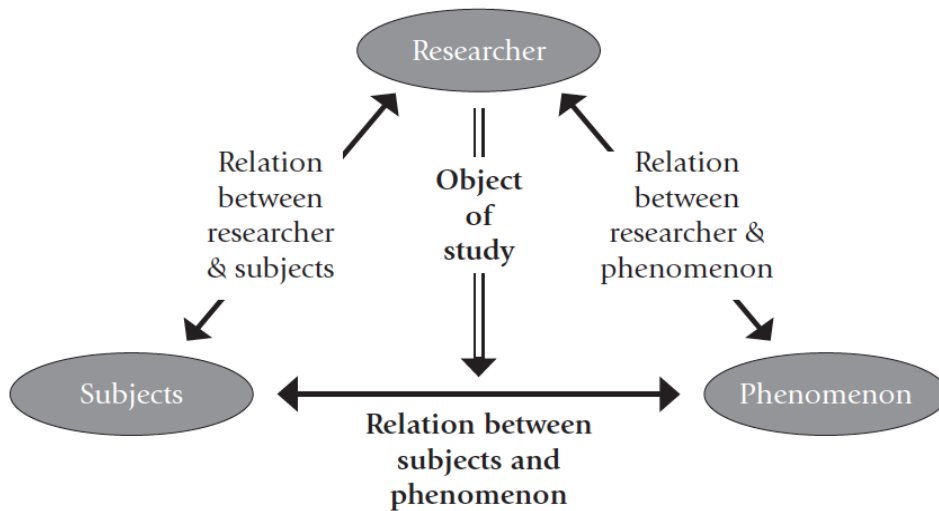 Researcher
Relation
between
researcher
& subjects
Object
of
study
Relation
between
researcher &
phenomenon
Subjects
Phenomenon
Relation between
subjects and
phenomenon